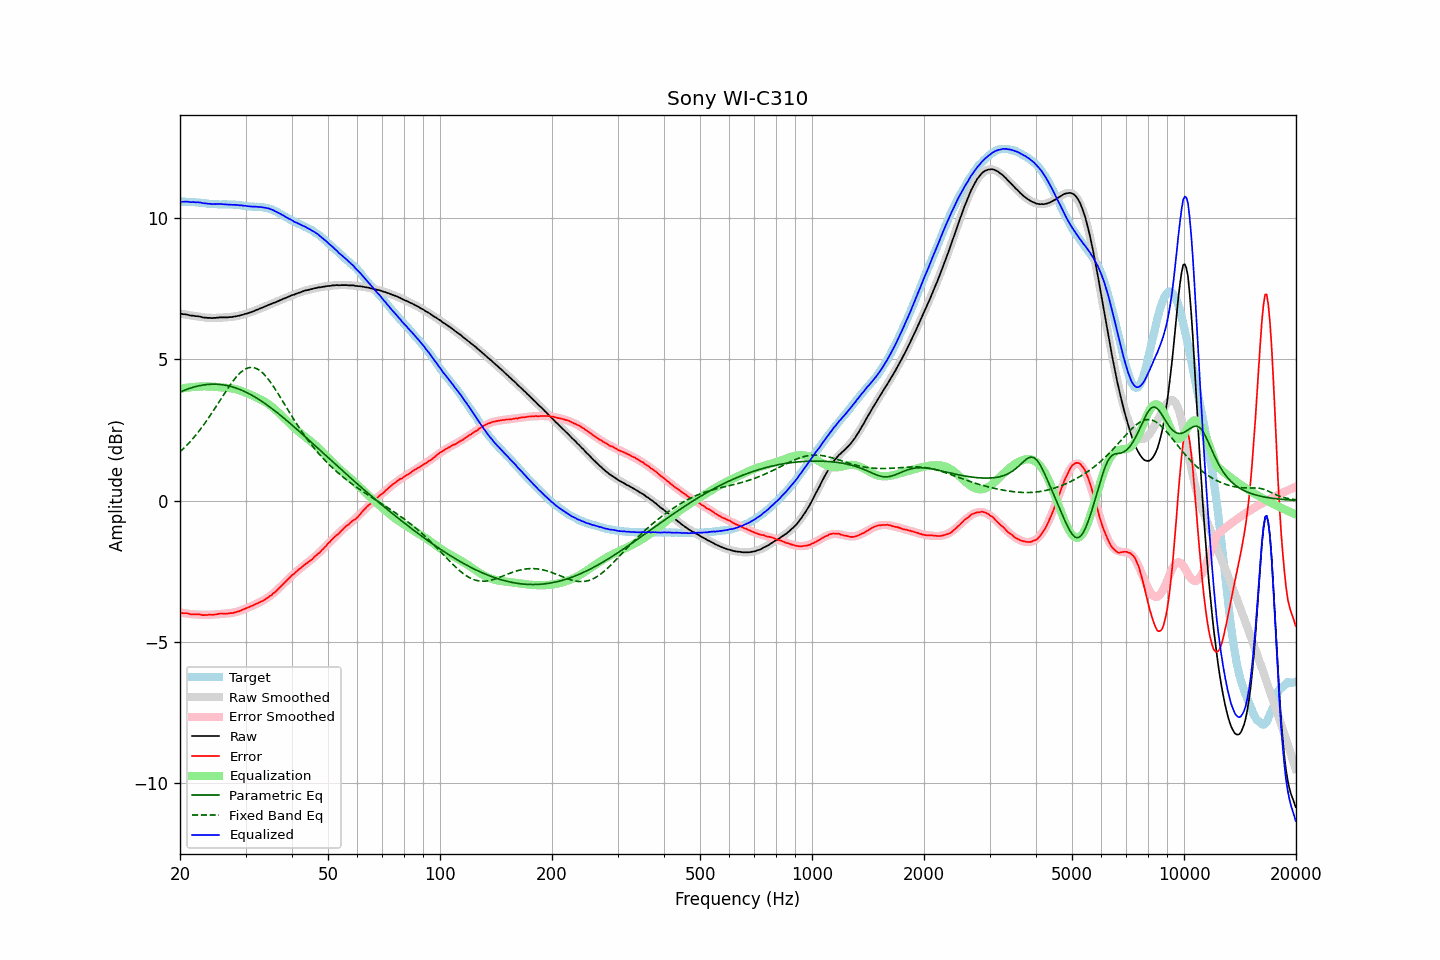 Sony WI-C310
Amplitude (dBr)
10
5
0
−5
−10
Target
Raw Smoothed
Error Smoothed
Raw
Error
Equalization
Parametric Eq
Fixed Band Eq
Equalized
20
50
100
200
500
1000
2000
5000
10000
20000
Frequency (Hz)